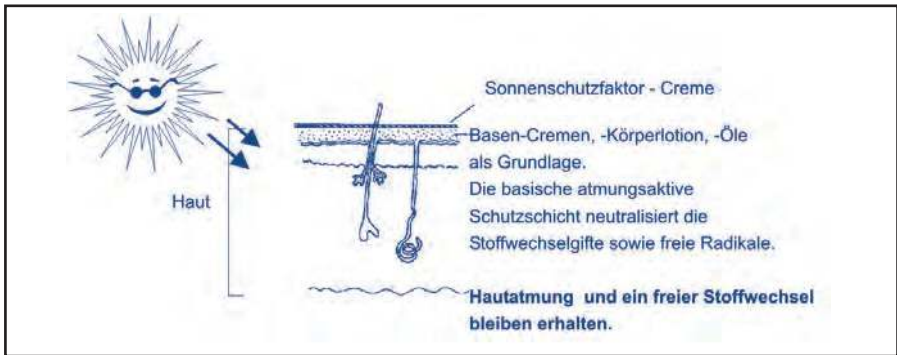 Sonnenschutzfaktor - Creme
Basen-Cremen, -Körperlotion, -Öle
als Grundlage.
Die basische atmungsaktive
Schutzschicht neutralisiert die
Stoffwechselgifte sowie freie Radikale.
Haut
Hautatmung und ein freier Stoffwechsel
bleiben erhalten.